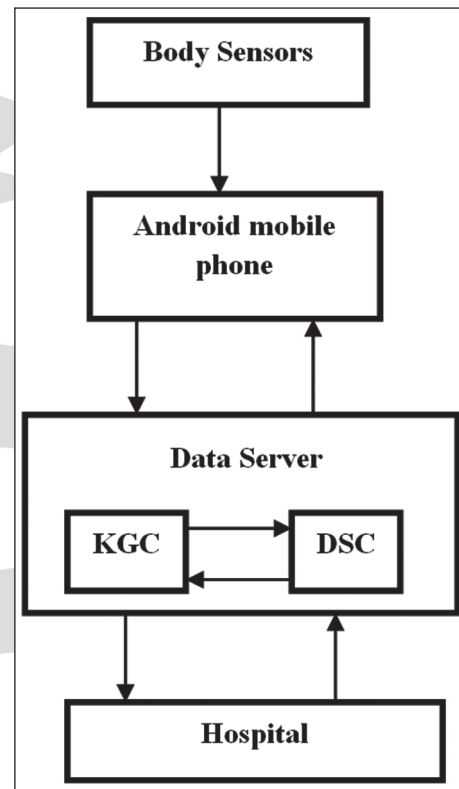 Body Sensors
Android mobile
phone
Data Server
KGC
DSC
Hospital